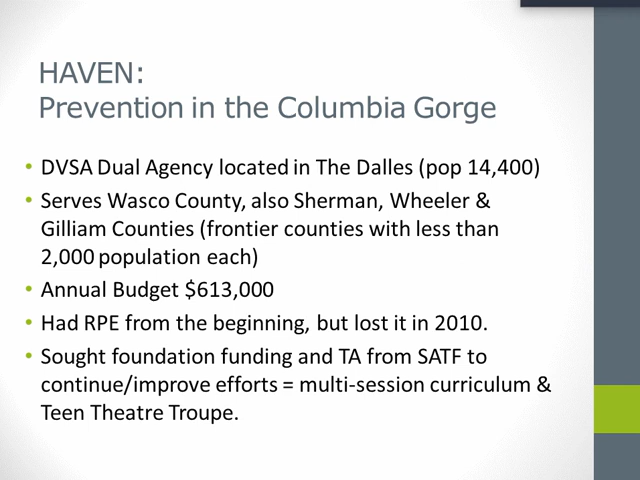 HAVEN:
Prevention in the Columbia Gorge
• DVSA Dual Agency located in The Dalles (pop 14,400)
• Serves Wasco County, also Sherman, Wheeler &
Gilliam Counties (frontier counties with less than
2,000 population each)
• Annual Budget $613,000
• Had RPE from the beginning, but lost it in 2010.
• Sought foundation funding and TA from SATF to
continue/improve efforts = multi-session curriculum &
Teen Theatre Troupe.